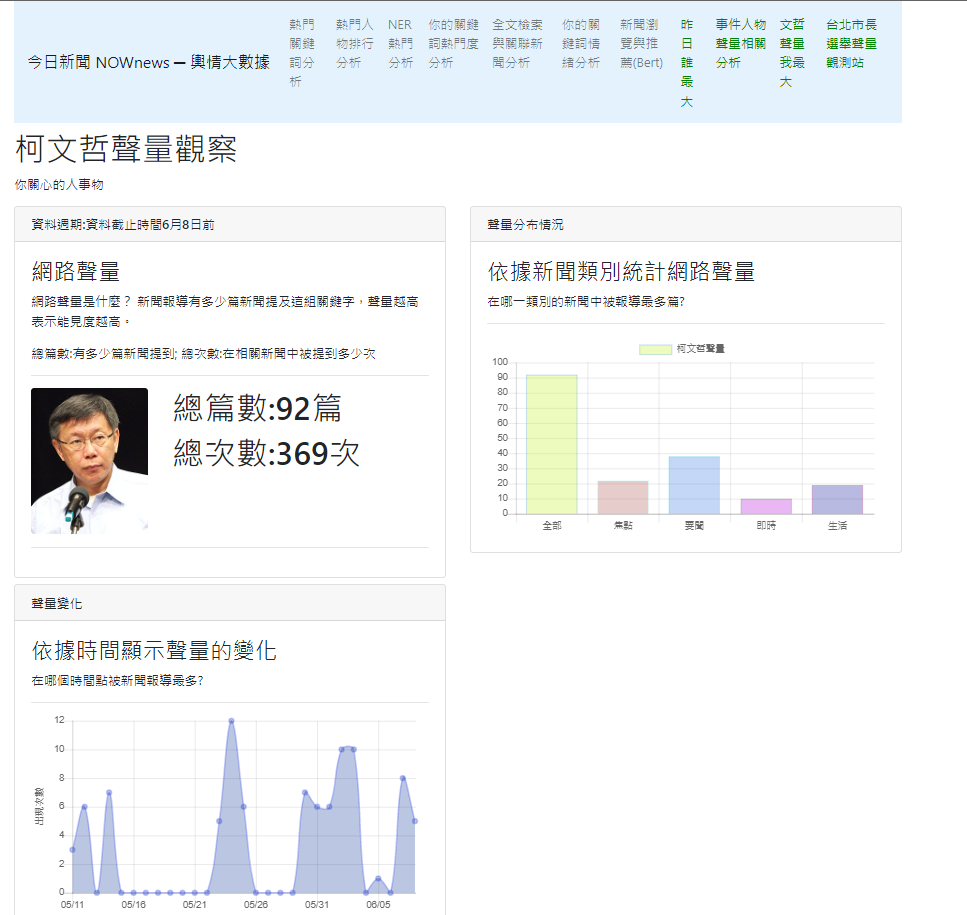 今日新聞 NOWnews — 輿情大數據
熱門
關鍵
詞分
析
熱門人
物排行
分析
NER
熱門
分析
你的關鍵
詞熱門度
分析
全文檢索
與關聯新
聞分析
你的關
鍵詞情
緒分析
新聞瀏
覽與推
薦(Bert)
昨
日
誰
最
大
事件人物
聲量相關
分析
文哲
聲量
我最
大
台北市長
選舉聲量
觀測站
柯文哲聲量觀察
你關心的人事物
資料週期:資料截止時間6月8日前
網路聲量
網路聲量是什麼？ 新聞報導有多少篇新聞提及這組關鍵字，聲量越高
表示能見度越高。
總篇數:有多少篇新聞提到; 總次數:在相關新聞中被提到多少次
總篇數:92篇
總次數:369次
聲量分布情況
依據新聞類別統計網路聲量
在哪一類別的新聞中被報導最多篇?
柯文哲聲量
100
90
80
70
60
50
40
30
20
10
0
全部 焦點 要聞 即時 生活
聲量變化
依據時間顯示聲量的變化
在哪個時間點被新聞報導最多?
出現次數
12
10
8
6
4
2
0
05/11 05/16 05/21 05/26 05/31 06/05